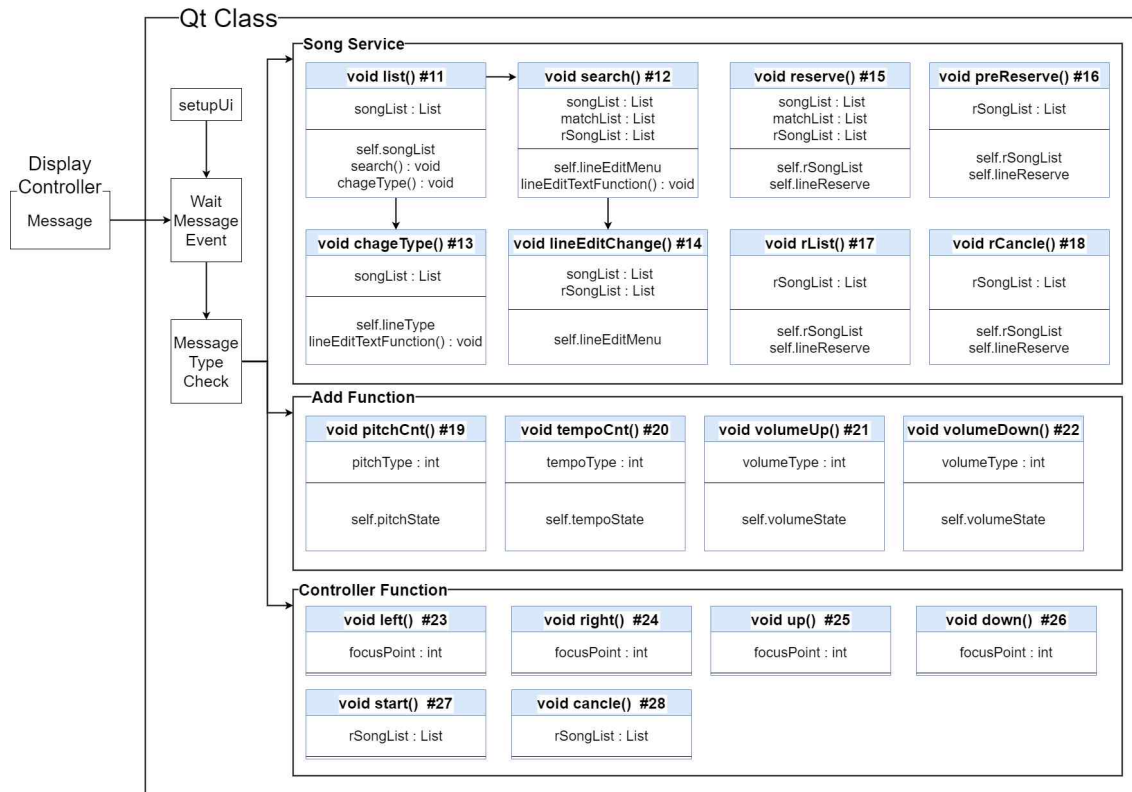 Qt Class
setupUi
Display
Controller
Message
Wait
Message
Event
Message
Type
Check
Song Service
void list() #11
songList : List
self.songList
search() : void
chageType() : void
void search() #12
songList : List
matchList : List
rSongList : List
self.lineEditMenu
lineEditTextFunction() : void
void reserve() #15
songList : List
matchList : List
rSongList : List
self.rSongList
self.lineReserve
void preReserve() #16
rSongList : List
self.rSongList
self.lineReserve
void chageType() #13
songList : List
self.lineType
lineEditTextFunction() : void
void lineEditChange() #14
songList : List
rSongList : List
self.lineEditMenu
void rList() #17
rSongList : List
self.rSongList
self.lineReserve
void rCancle() #18
rSongList : List
self.rSongList
self.lineReserve
Add Function
void pitchCnt() #19
pitchType : int
self.pitchState
void tempoCnt() #20
tempoType : int
self.tempoState
void volumeUp() #21
volumeType : int
self.volumeState
void volumeDown() #22
volumeType : int
self.volumeState
Controller Function
void left() #23
focusPoint : int
void right() #24
focusPoint : int
void up() #25
focusPoint : int
void down() #26
focusPoint : int
void start() #27
rSongList : List
void cancle() #28
rSongList : List